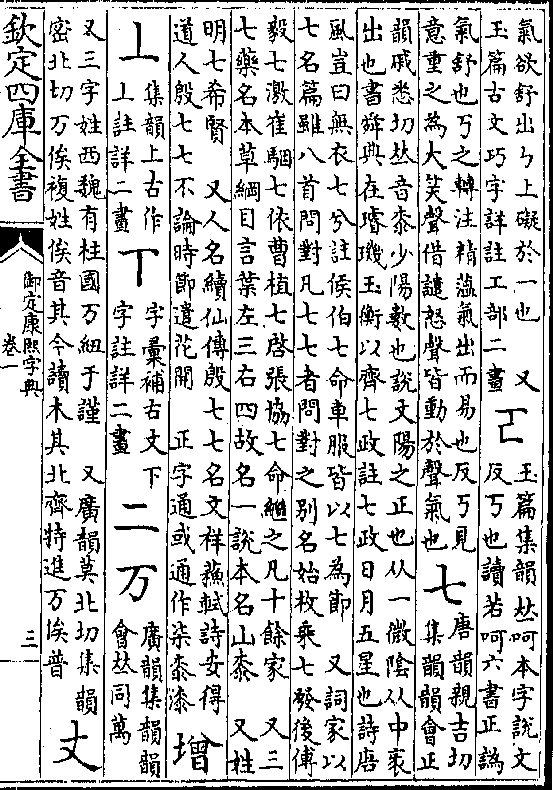 氣欲舒出丂上礙於一也 又
玉篇古文巧字詳註工部二畫
𠀀
玉篇集韻𠀤呵本字說文
反丂也讀若呵六書正譌
氣舒也丂之轉注精藴氣出而易也反丂見
意重之為大笑聲借譴怒聲皆動於聲氣也
七
唐韻親吉切
集韻韻會正
韻戚悉切𠀤音桼少陽數也說文陽之正也从一微陰从中衺
出也書舜典在璿璣玉衡以齊七政註七政日月五星也詩唐
風豈曰無衣七兮註侯伯七命車服皆以七為節 又詞家以
七名篇雖八首問對凡七七者問對之别名始枚乘七發後傅
毅七激崔駰七依曹植七啓張協七命繼之凡十餘家 又三
七藥名本草綱目言葉左三右四故名一說本名山桼 又姓
明七希賢 又人名續仙傳殷七七名文祥蘇軾詩安得
道人殷七七不論時節遣花開 正字通或通作柒桼漆
增
丄
集韻上古作
丄註詳二畫
丅
字彙補古文下
字註詳二畫
二
万
廣韻集韻韻
會𠀤同萬
又三字姓西魏有柱國万紐于謹 又廣韻莫北切集韻
密北切万俟複姓俟音其今讀木其北齊特進万俟普
丈
欽定四庫全書
御定康熙字典
卷一
三